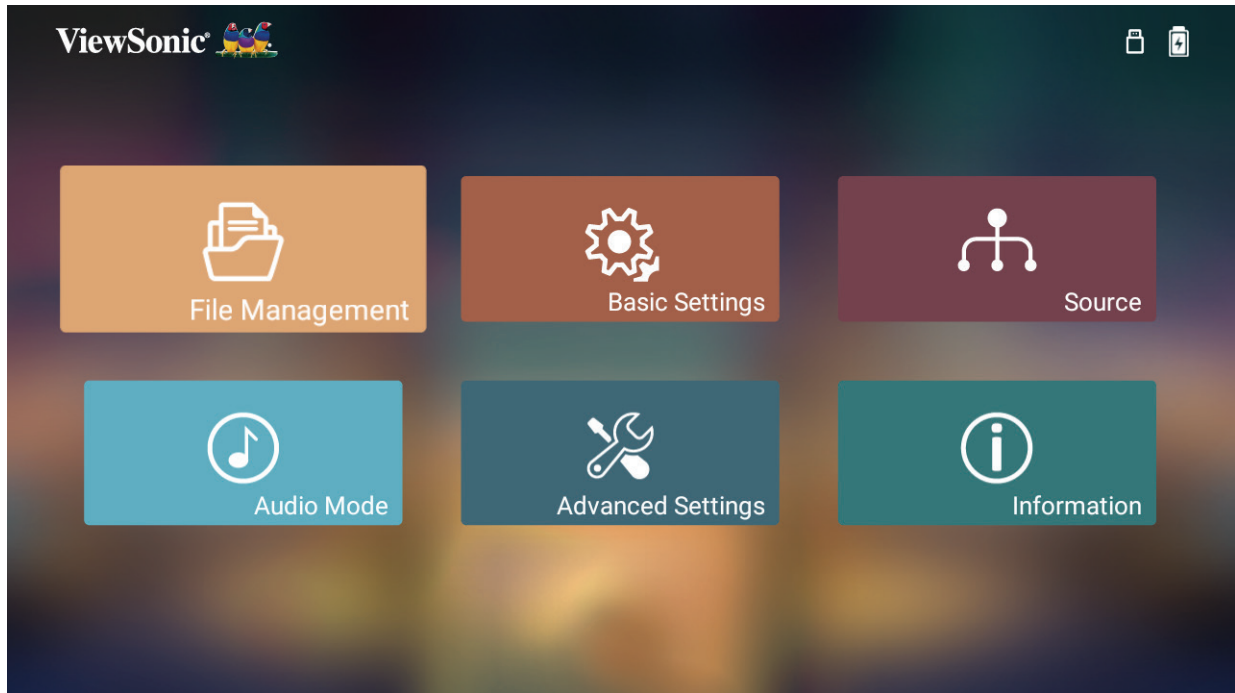 ViewSonic®
File Management
Basic Settings
Source
Audio Mode
Advanced Settings
Information